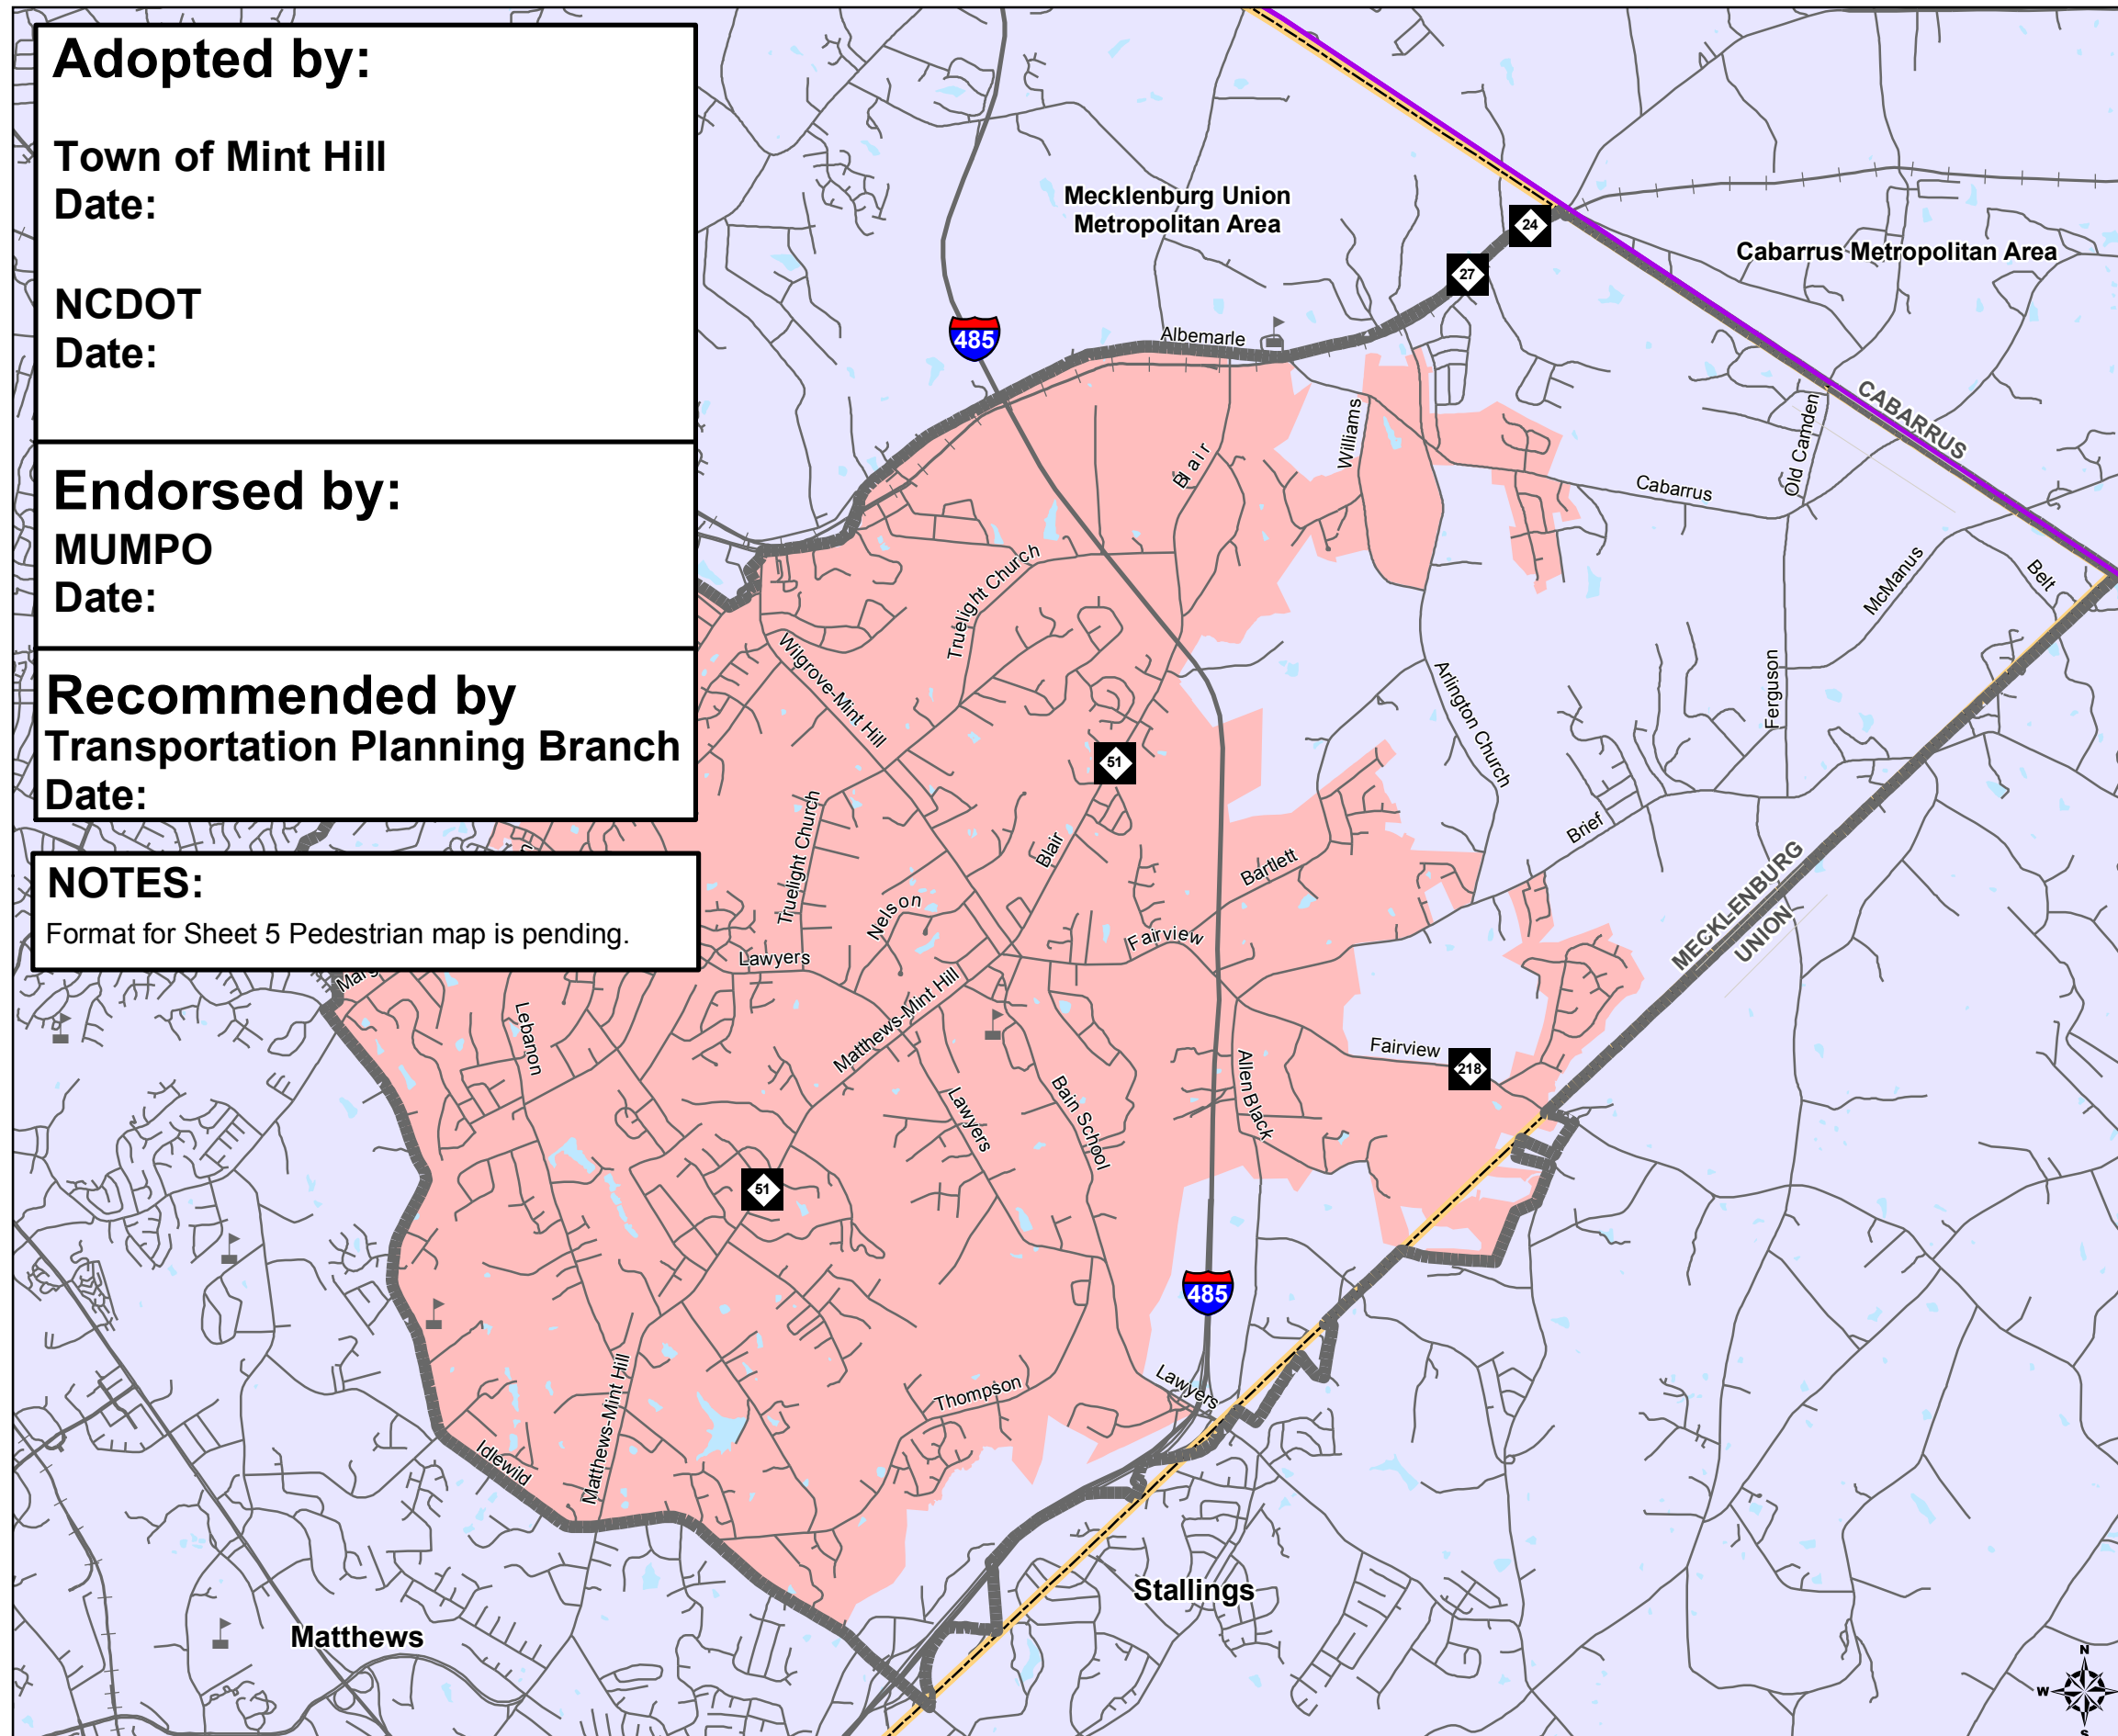 Adopted by:
Town of Mint Hill
Date:
NCDOT
Date:
Endorsed by:
MUMPO
Date:
Recommended by
Transportation Planning Branch
Date:
NOTES:
Format for Sheet 5 Pedestrian map is pending.
Mecklenburg Union
Metropolitan Area
Cabarrus Metropolitan Area
24
27
485
Albemarle
CABARRUS
Williams
Blair
Old Camden
Cabarrus
Truelight Church
McManus
Belt
Wilgrove-Mint Hill
Arlington Church
Ferguson
51
Truelight Church
Blair
Brief
Bartlett
MECKLENBURG
UNION
Nelson
Fairview
Lawyers
Matthews-Mint Hill
Lebanon
Fairview
218
Allen Black
Bain School
Lawyers
51
485
Lawyers
Thompson
Matthews-Mint Hill
Idlewild
Stallings
Matthews
N
W
S